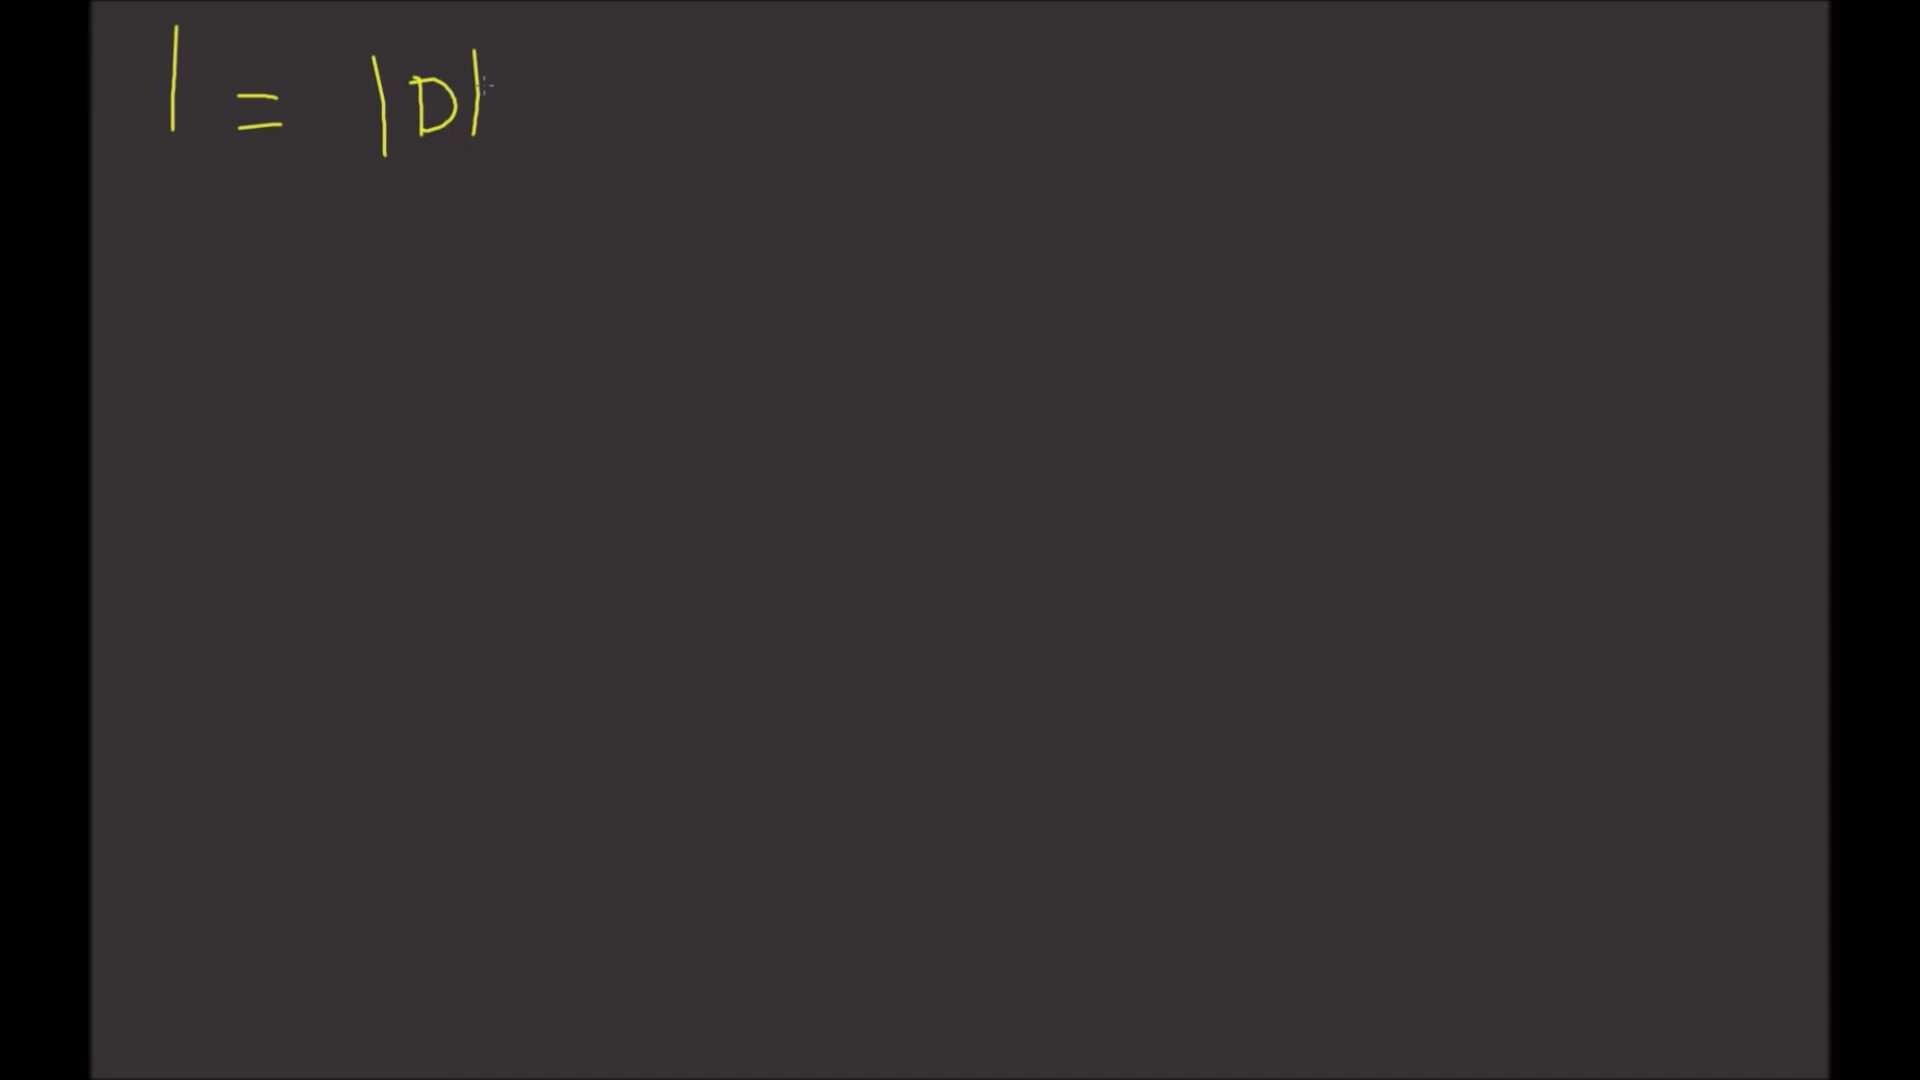 | = |D|